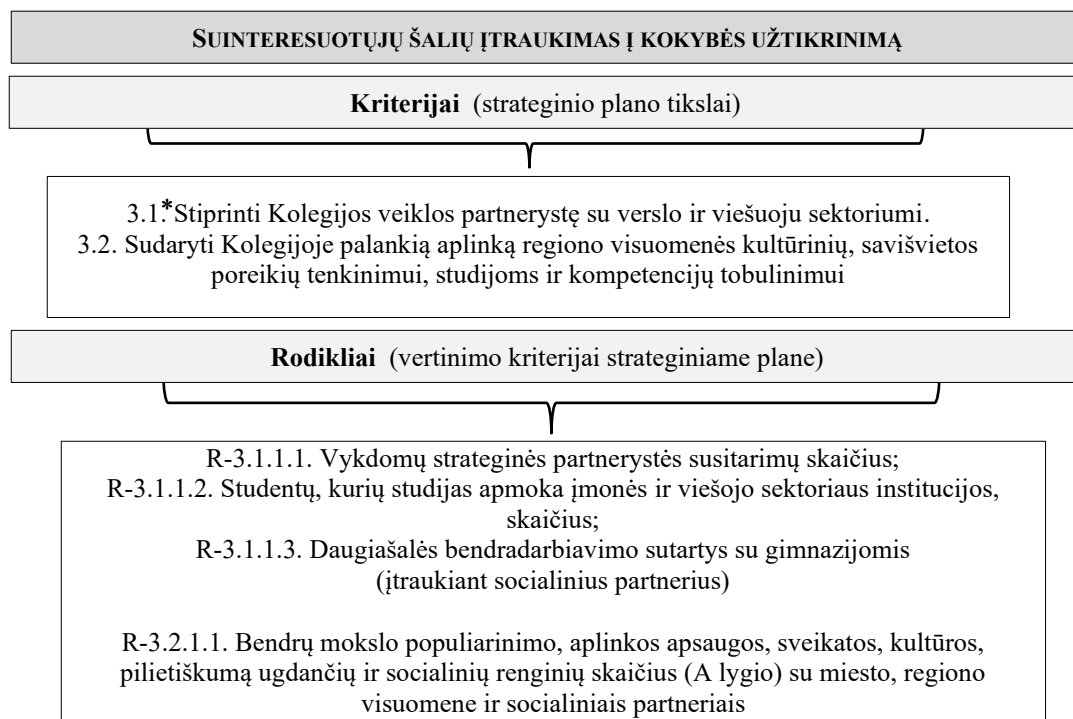 SUINTERESUOTŲJŲ ŠALIŲ ĮTRAUKIMAS Į KOKYBĖS UŽTIKRINIMĄ
Kriterijai (strateginio plano tikslai)
3.1.* Stiprinti Kolegijos veiklos partnerystę su verslo ir viešuoju sektoriumi.
3.2. Sudaryti Kolegijoje palankią aplinką regiono visuomenės kultūrinių, savišvietos
poreikių tenkinimui, studijoms ir kompetencijų tobulinimui
Rodikliai (vertinimo kriterijai strateginiame plane)
R-3.1.1.1. Vykdomų strateginės partnerystės susitarimų skaičius;
R-3.1.1.2. Studentų, kurių studijas apmoka įmonės ir viešojo sektoriaus institucijos,
skaičius;
R-3.1.1.3. Daugiašalės bendradarbiavimo sutartys su gimnazijomis
(įtraukiant socialinius partnerius)
R-3.2.1.1. Bendrų mokslo populiarinimo, aplinkos apsaugos, sveikatos, kultūros,
pilietiškumą ugdančių ir socialinių renginių skaičius (A lygio) su miesto, regiono
visuomene ir socialiniais partneriais